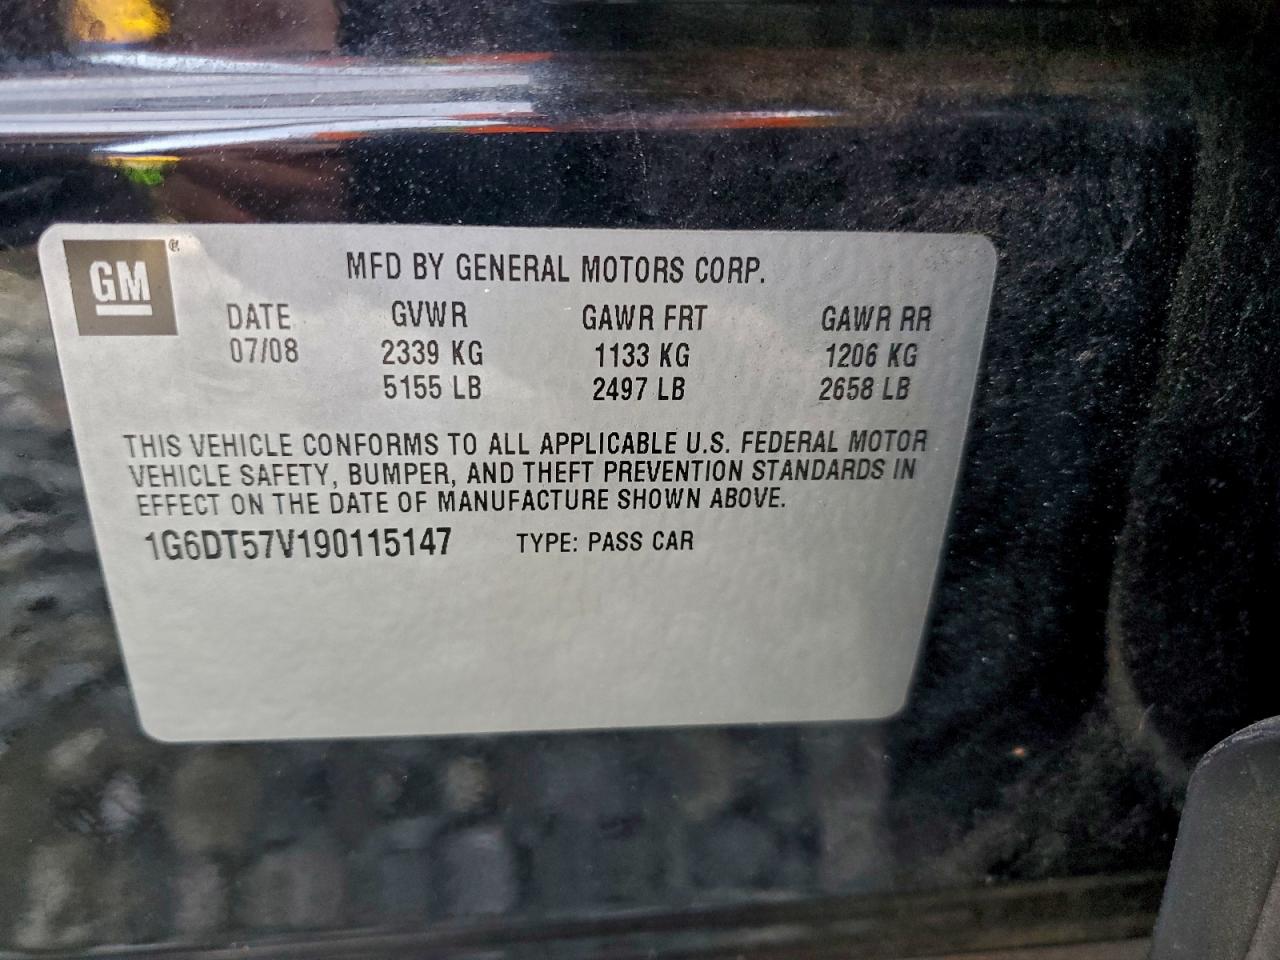 GM
MFD BY GENERAL MOTORS CORP.
DATE GVWR GAWR FRT GAWR RR
07/08 2339 KG 1133 KG 1206 KG
5155 LB 2497 LB 2658 LB
THIS VEHICLE CONFORMS TO ALL APPLICABLE U.S. FEDERAL MOTOR
VEHICLE SAFETY, BUMPER, AND THEFT PREVENTION STANDARDS IN
EFFECT ON THE DATE OF MANUFACTURE SHOWN ABOVE.
1G6DT57V190115147 TYPE: PASS CAR